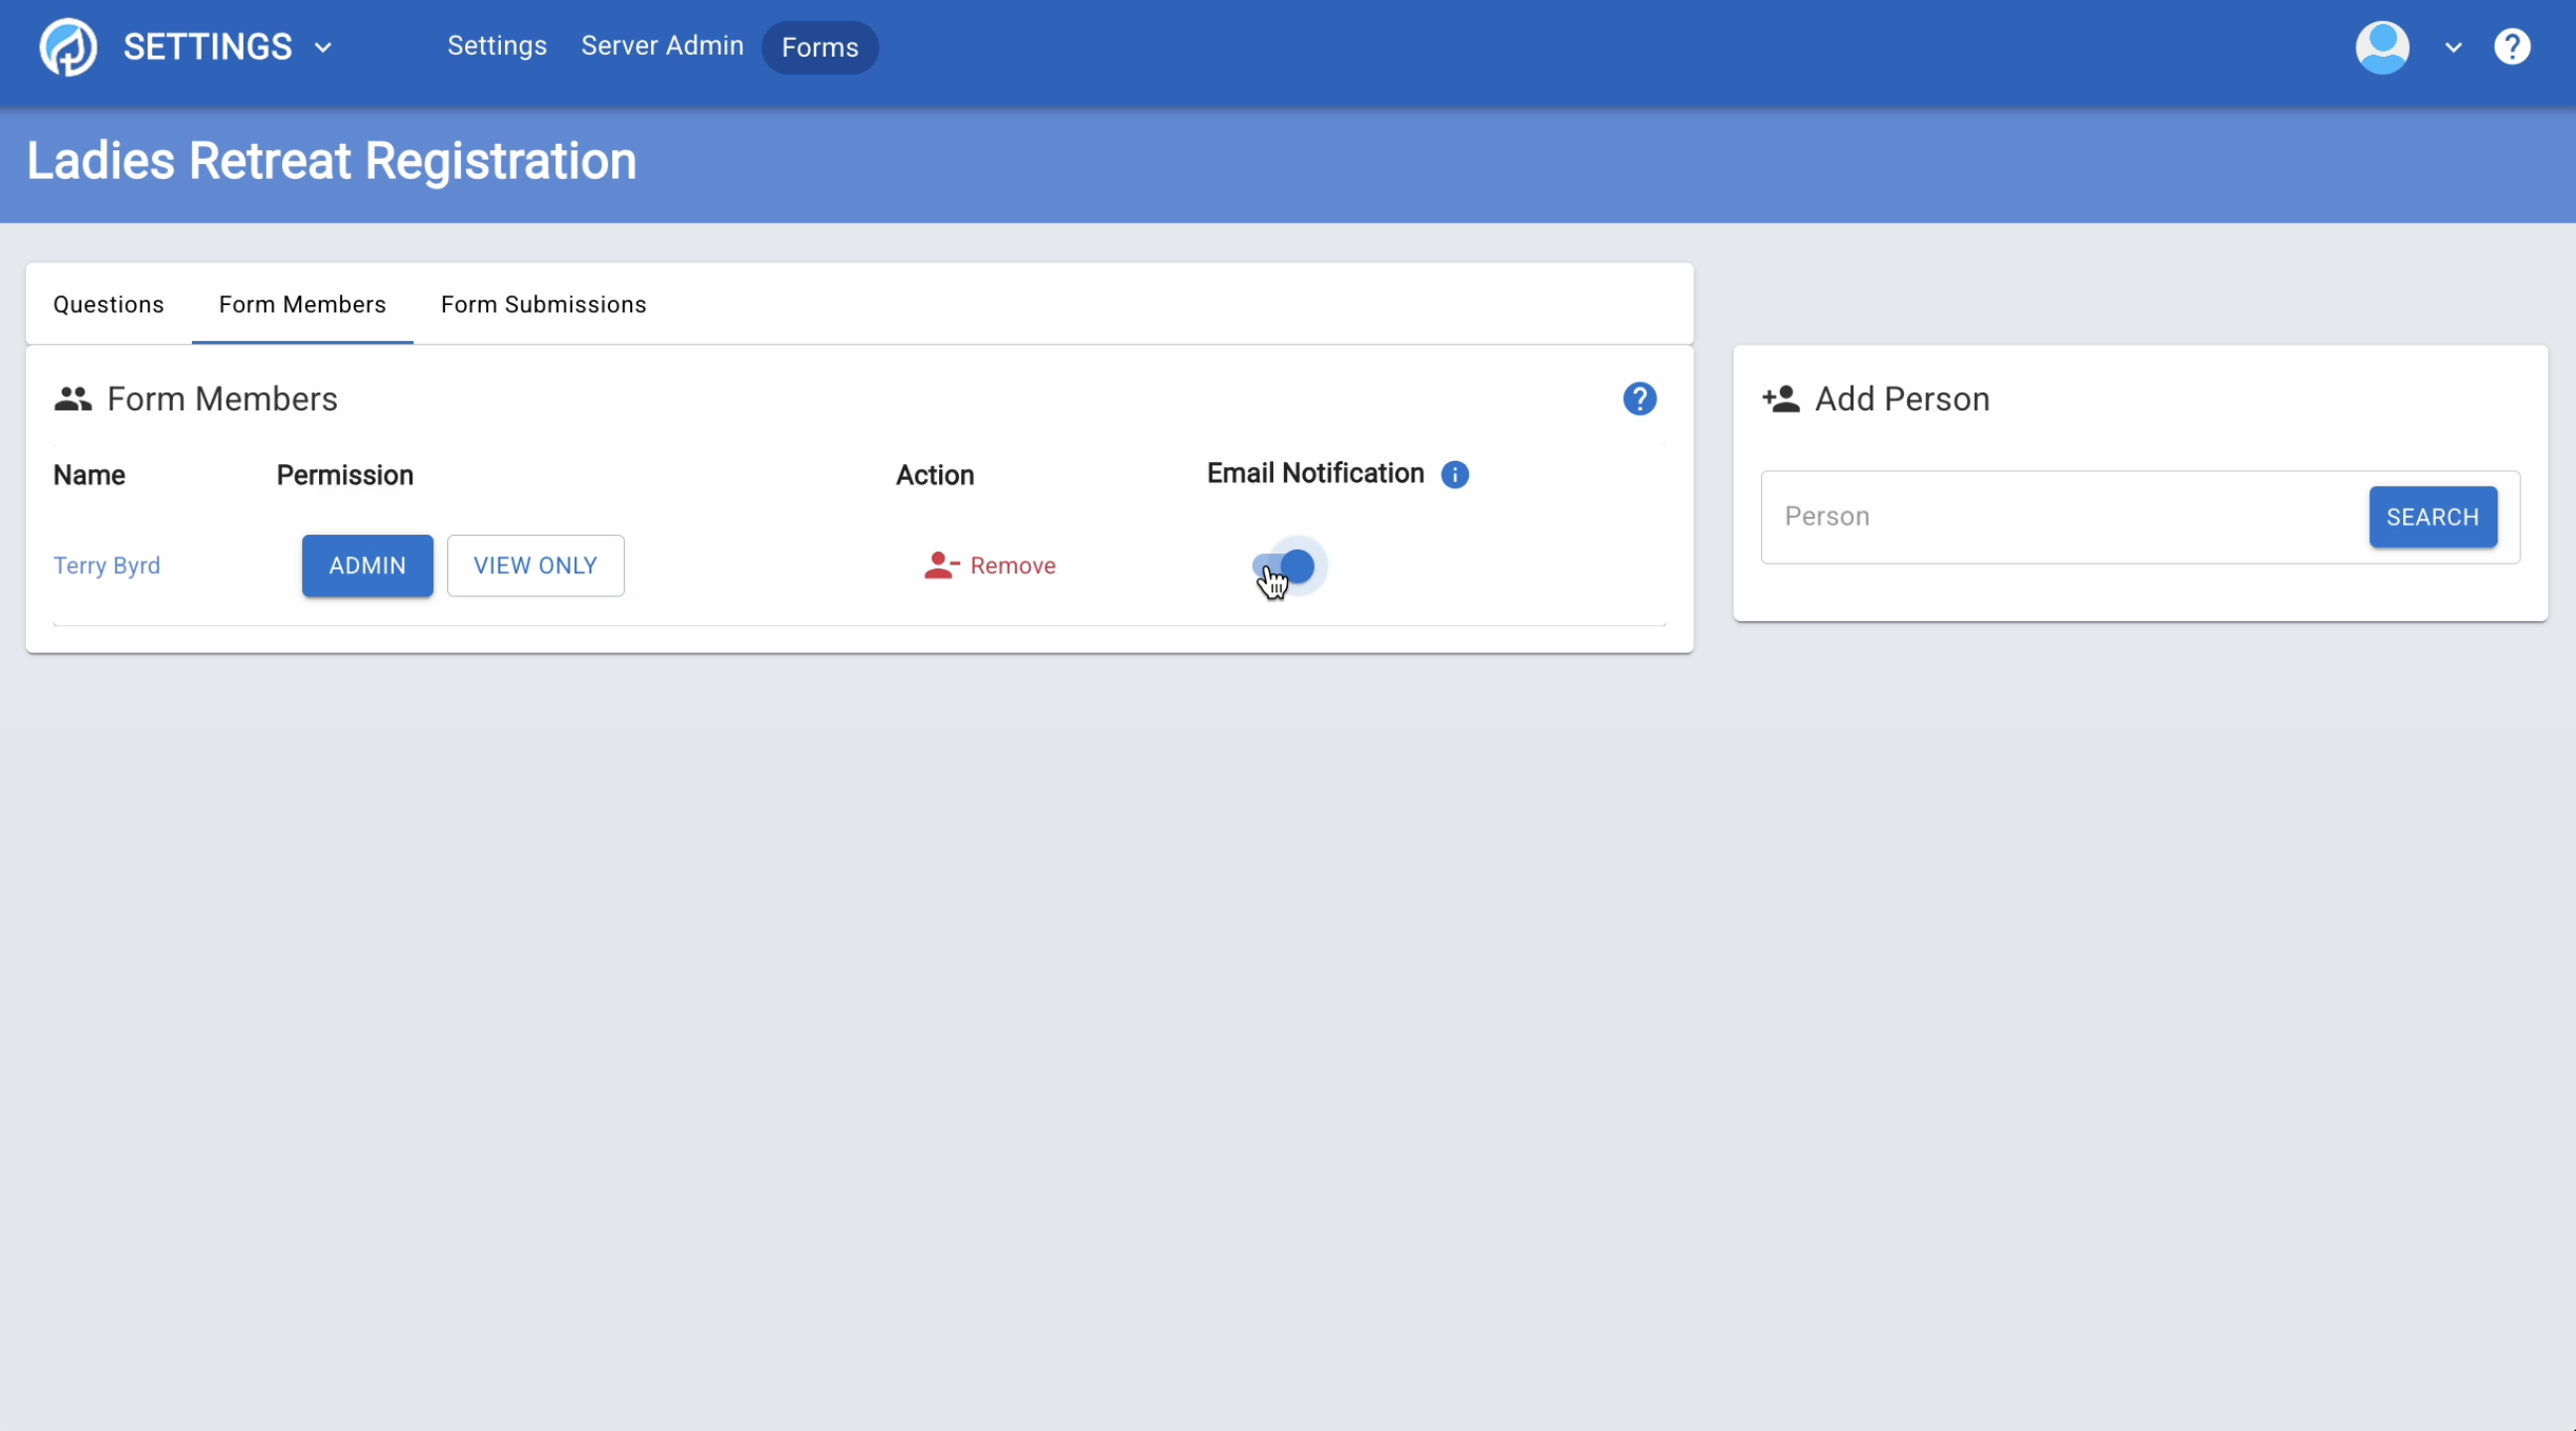 SETTINGS Settings Server Admin Forms ?
Ladies Retreat Registration
Questions Form Members Form Submissions
Form Members ? Add Person
Name Permission Action Email Notification i
Person SEARCH
Terry Byrd ADMIN VIEW ONLY Remove